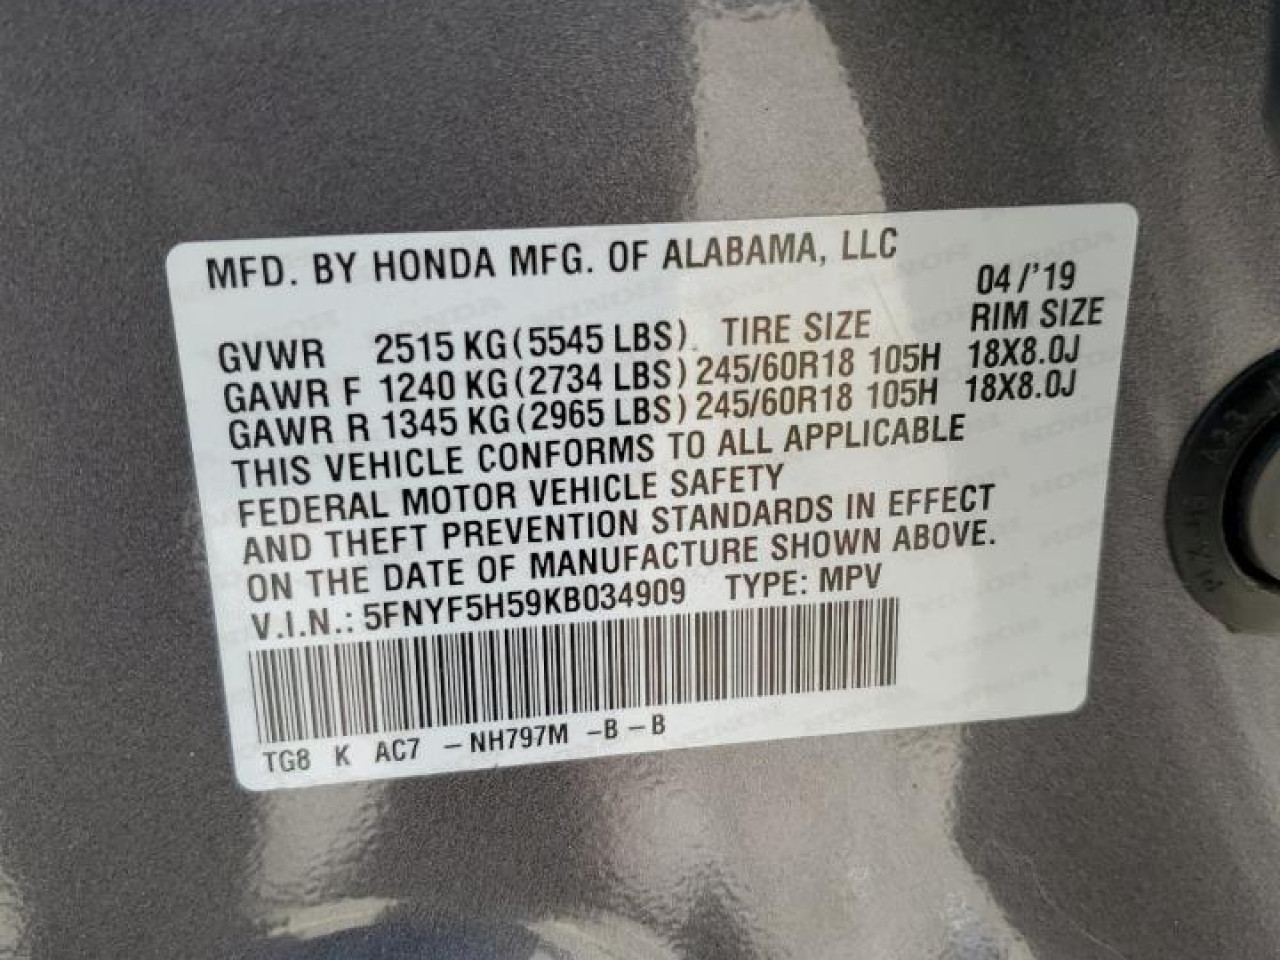 MFD. BY HONDA MFG. OF ALABAMA, LLC
04/'19
GVWR 2515 KG(5545 LBS) TIRE SIZE RIM SIZE
GAWR F 1240 KG(2734 LBS) 245/60R18 105H 18X8.0J
GAWR R 1345 KG(2965 LBS) 245/60R18 105H 18X8.0J
THIS VEHICLE CONFORMS TO ALL APPLICABLE
FEDERAL MOTOR VEHICLE SAFETY
AND THEFT PREVENTION STANDARDS IN EFFECT
ON THE DATE OF MANUFACTURE SHOWN ABOVE.
V.I.N.: 5FNYF5H59KB034909 TYPE: MPV
TG8 K AC7 -NH797M -B-B